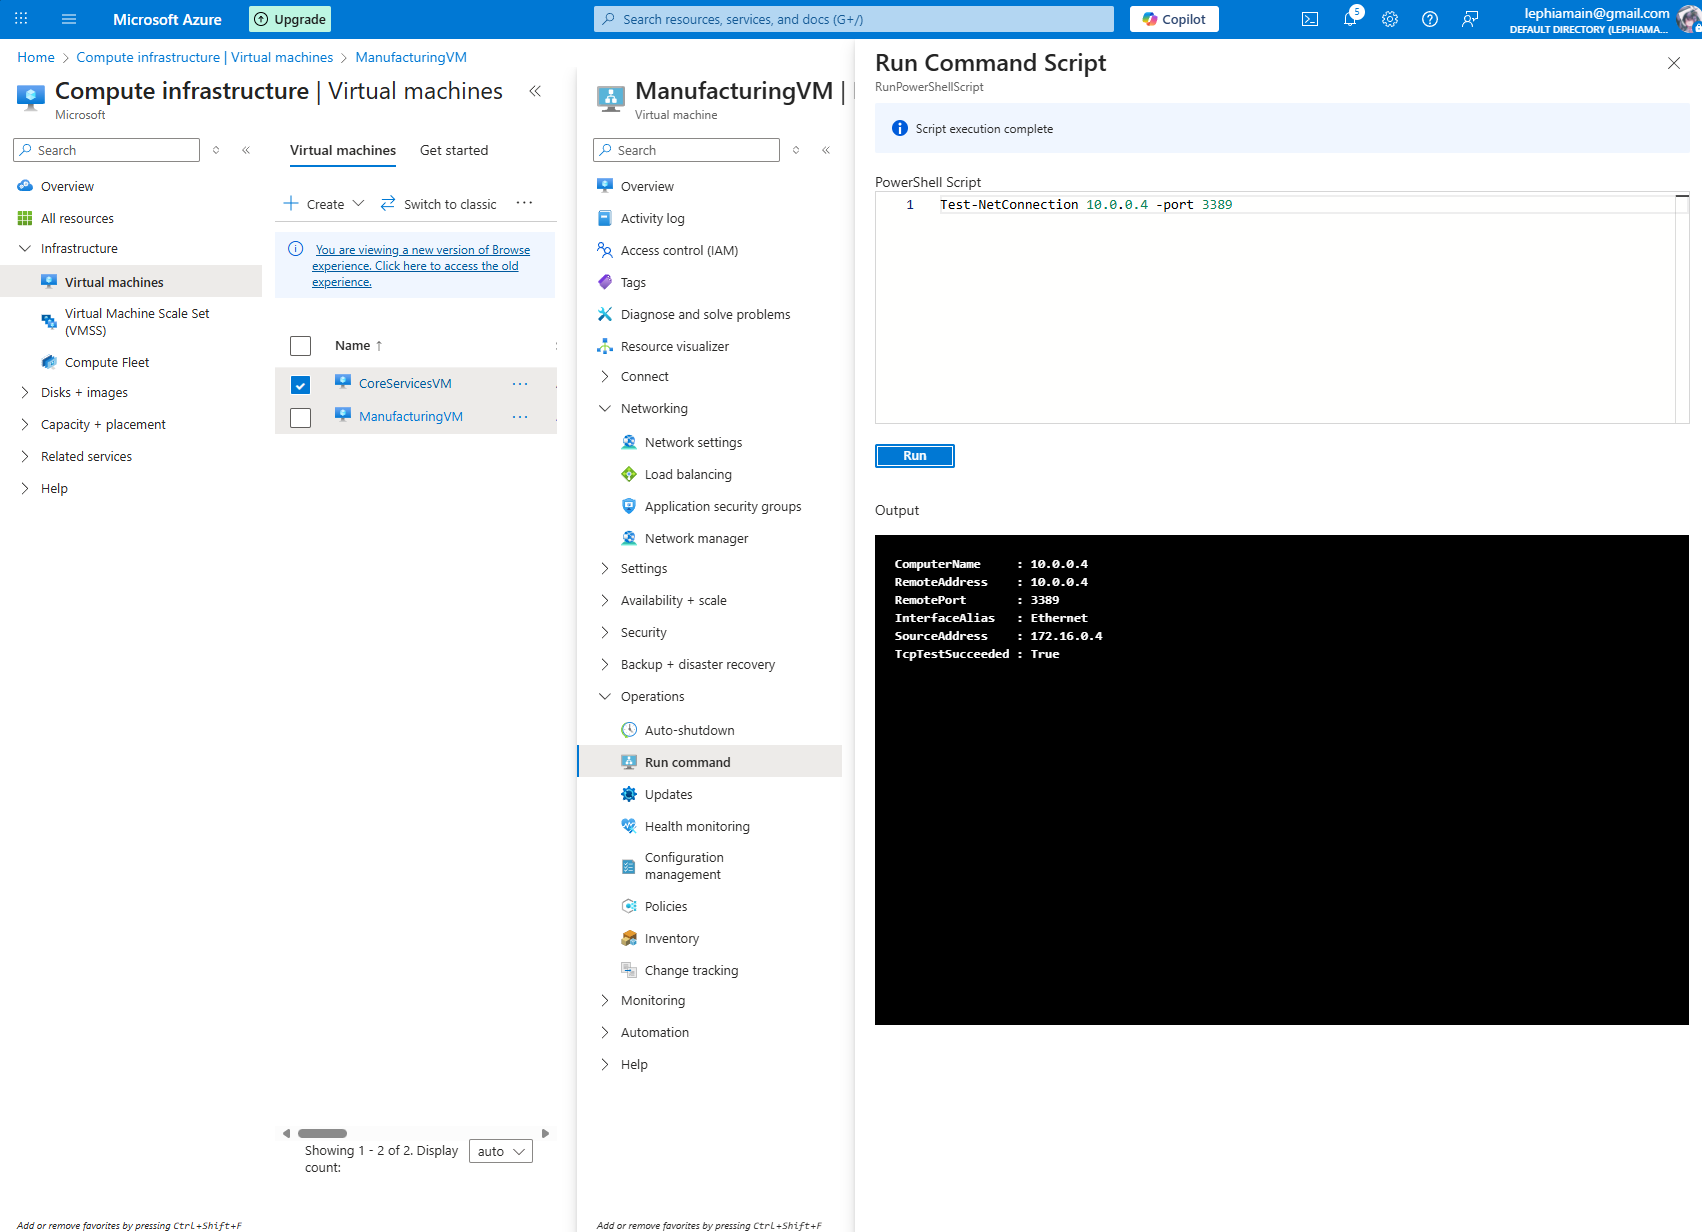 Microsoft Azure
Upgrade
Search resources, services, and docs (G+/)
Copilot
5
lephiamain@gmail.com
DEFAULT DIRECTORY (LEPHIAMA...
Home > Compute infrastructure | Virtual machines > ManufacturingVM
Compute infrastructure | Virtual machines
Microsoft
Search
Overview
All resources
Infrastructure
Virtual machines
Virtual Machine Scale Set
(VMSS)
Compute Fleet
Disks + images
Capacity + placement
Related services
Help
Add or remove favorites by pressing Ctrl+Shift+F
Virtual machines
Get started
Create
Switch to classic
...
You are viewing a new version of Browse
experience. Click here to access the old
experience.
Name ↑
CoreServicesVM ...
ManufacturingVM ...
Showing 1 - 2 of 2. Display
count:
auto
ManufacturingVM |
Virtual machine
Search
Overview
Activity log
Access control (IAM)
Tags
Diagnose and solve problems
Resource visualizer
Connect
Networking
Network settings
Load balancing
Application security groups
Network manager
Settings
Availability + scale
Security
Backup + disaster recovery
Operations
Auto-shutdown
Run command
Updates
Health monitoring
Configuration
management
Policies
Inventory
Change tracking
Monitoring
Automation
Help
Add or remove favorites by pressing Ctrl+Shift+F
Run Command Script
RunPowerShellScript
Script execution complete
PowerShell Script
1 Test-NetConnection 10.0.0.4 -port 3389
Run
Output
ComputerName : 10.0.0.4
RemoteAddress : 10.0.0.4
RemotePort : 3389
InterfaceAlias : Ethernet
SourceAddress : 172.16.0.4
TcpTestSucceeded : True